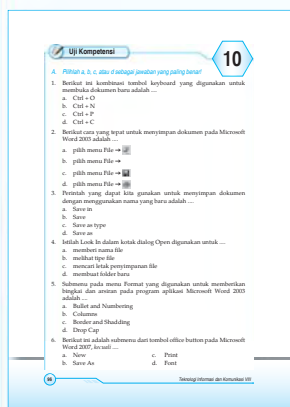 Uji Kompetensi
10
A. Pilihlah a, b, c, atau d sebagai jawaban yang paling benar!
1. Berikut ini kombinasi tombol keyboard yang digunakan untuk
membuka dokumen baru adalah ....
a. Ctrl + O
b. Ctrl + N
c. Ctrl + P
d. Ctrl + C
2. Berikut cara yang tepat untuk menyimpan dokumen pada Microsoft
Word 2003 adalah ....
a. pilih menu File →
b. pilih menu File →
c. pilih menu File →
d. pilih menu File →
3. Perintah yang dapat kita gunakan untuk menyimpan dokumen
dengan menggunakan nama yang baru adalah ....
a. Save in
b. Save
c. Save as type
d. Save as
4. Istilah Look In dalam kotak dialog Open digunakan untuk ....
a. memberi nama file
b. melihat tipe file
c. mencari letak penyimpanan file
d. membuat folder baru
5. Submenu pada menu Format yang digunakan untuk memberikan
bingkai dan arsiran pada program aplikasi Microsoft Word 2003
adalah ....
a. Bullet and Numbering
b. Columns
c. Border and Shadding
d. Drop Cap
6. Berikut ini adalah submenu dari tombol office button pada Microsoft
Word 2007, kecuali ....
a. New c. Print
b. Save As d. Font
96 Teknologi Informasi dan Komunikasi VIII